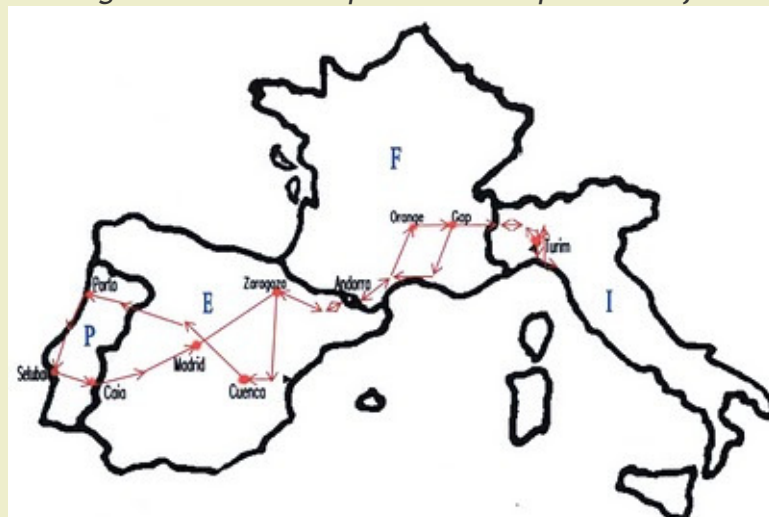 F
Orange
Gap
Turim
Andorra
Zaragoza
Porto
E
I
P
Madrid
Setubal
Caia
Cuenca